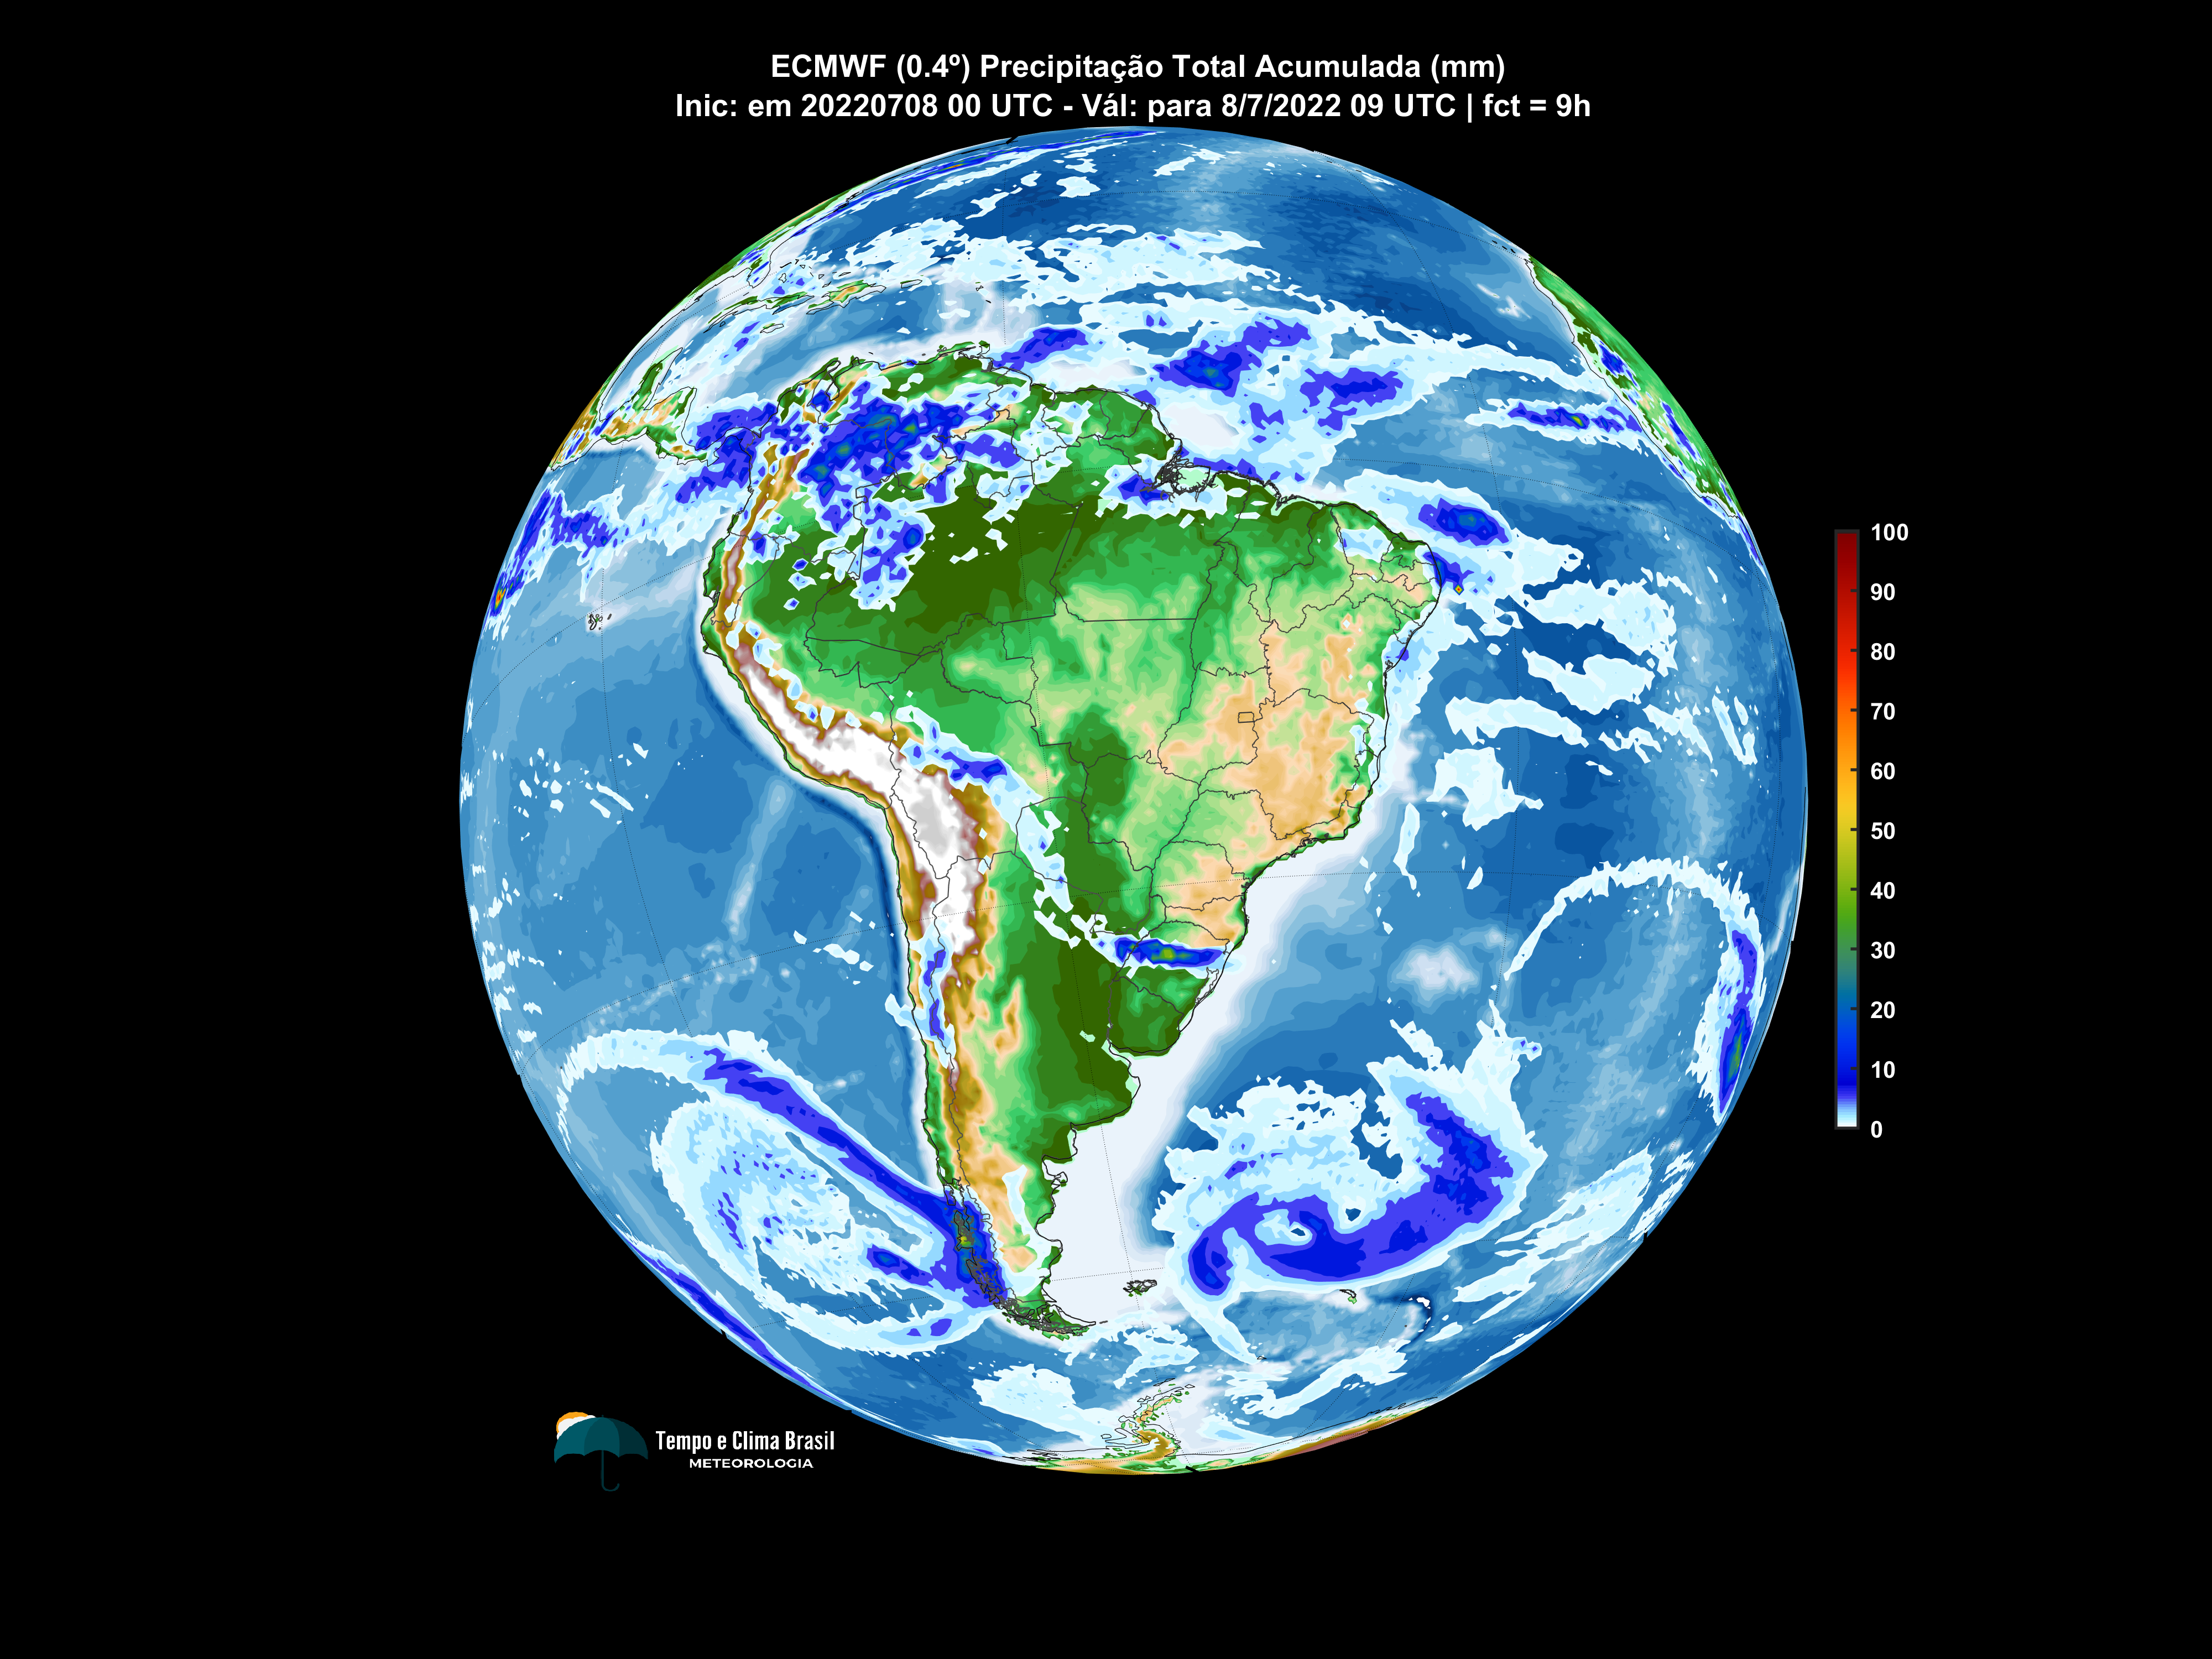 ECMWF (0.4º) Precipitação Total Acumulada (mm)
Inic: em 20220708 00 UTC - Vál: para 8/7/2022 09 UTC | fct = 9h
100
90
80
70
60
50
40
30
20
10
0
Tempo e Clima Brasil
METEOROLOGIA